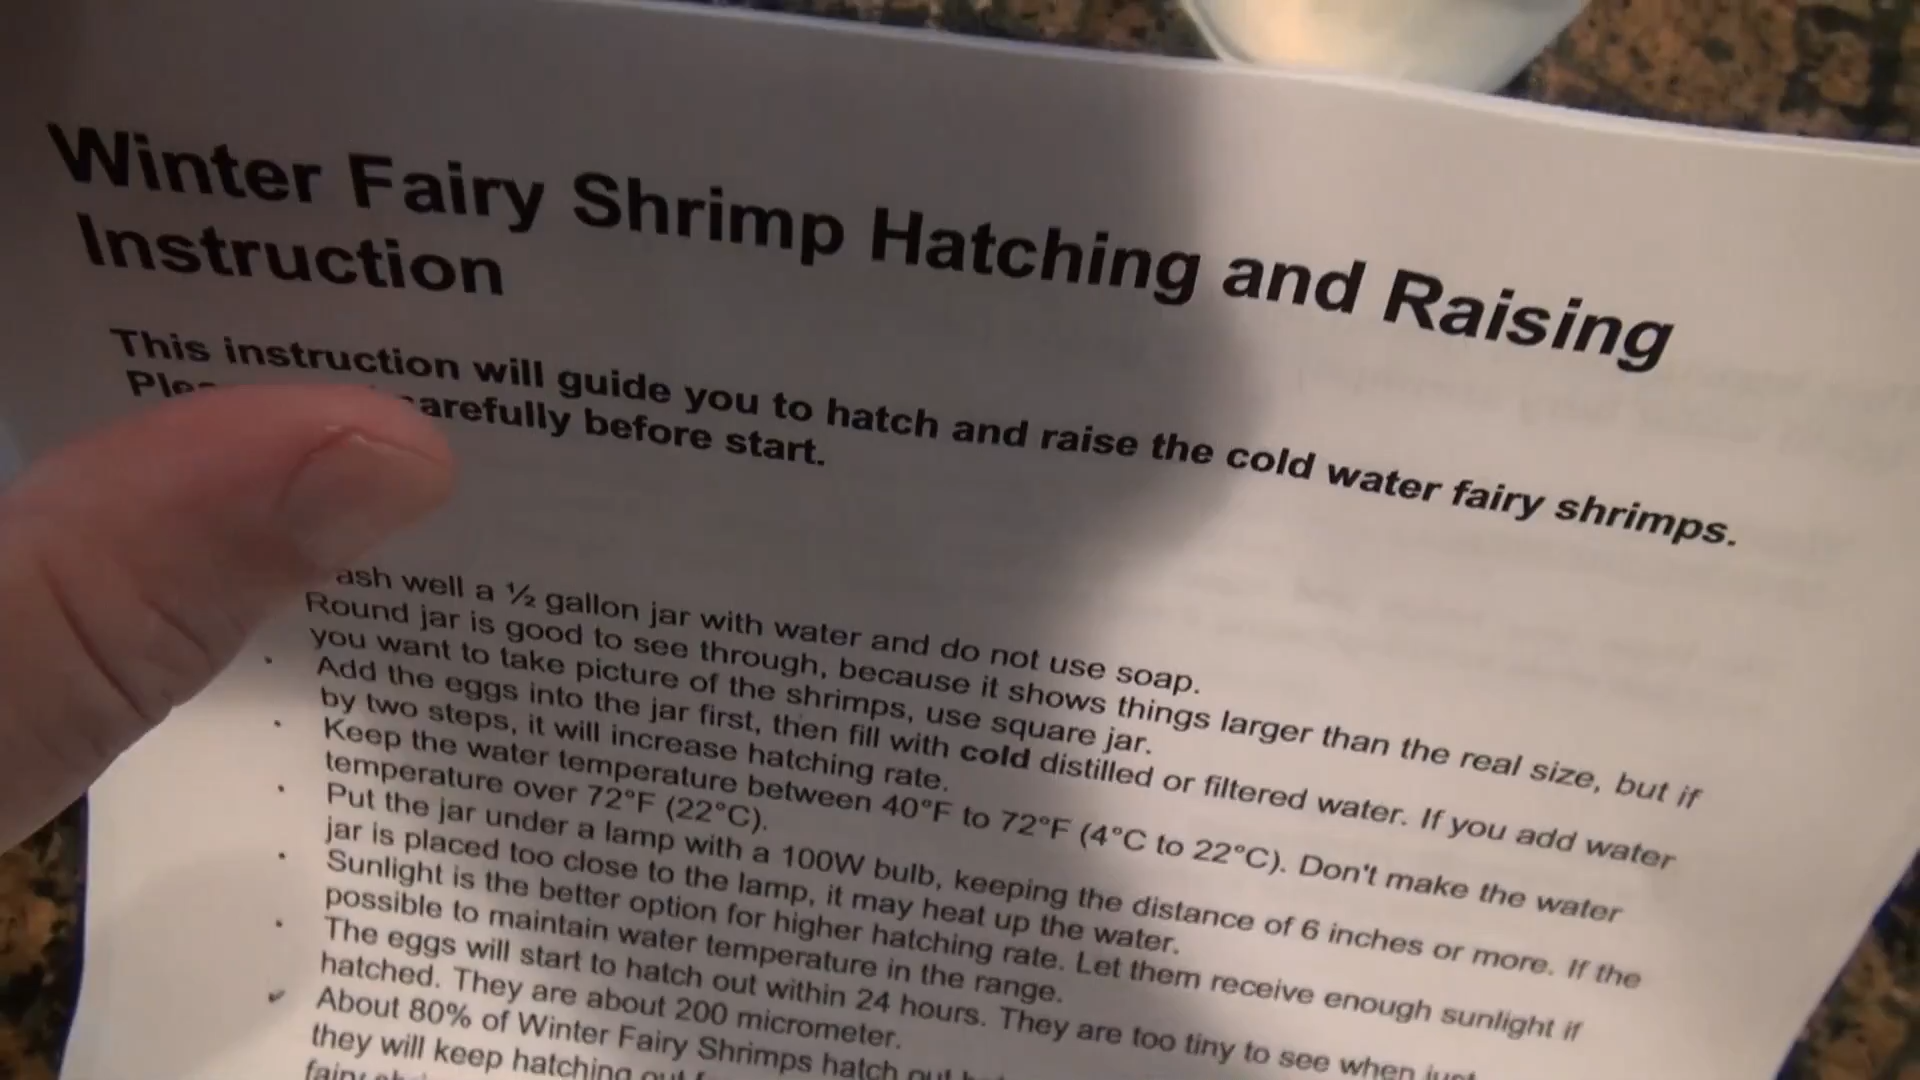 Winter Fairy Shrimp Hatching and Raising
Instruction
This instruction will guide you to hatch and raise the cold water fairy shrimps.
carefully before start.
well a ½ gallon jar with water and do not use soap.
Round jar is good to see through, because it shows things larger than the real size, but if
you want to take picture of the shrimps, use square jar.
Add the eggs into the jar first, then fill with cold distilled or filtered water. If you add water
by two steps, it will increase hatching rate.
Keep the water temperature between 40°F to 72°F (4°C to 22°C). Don't make the water
temperature over 72°F (22°C).
Put the jar under a lamp with a 100W bulb, keeping the distance of 6 inches or more. If the
jar is placed too close to the lamp, it may heat up the water.
Sunlight is the better option for higher hatching rate. Let them receive enough sunlight if
possible to maintain water temperature in the range.
The eggs will start to hatch out within 24 hours. They are too tiny to see when just
hatched. They are about 200 micrometer.
About 80% of Winter Fairy Shrimps hatch out
they will keep hatching out
fairy